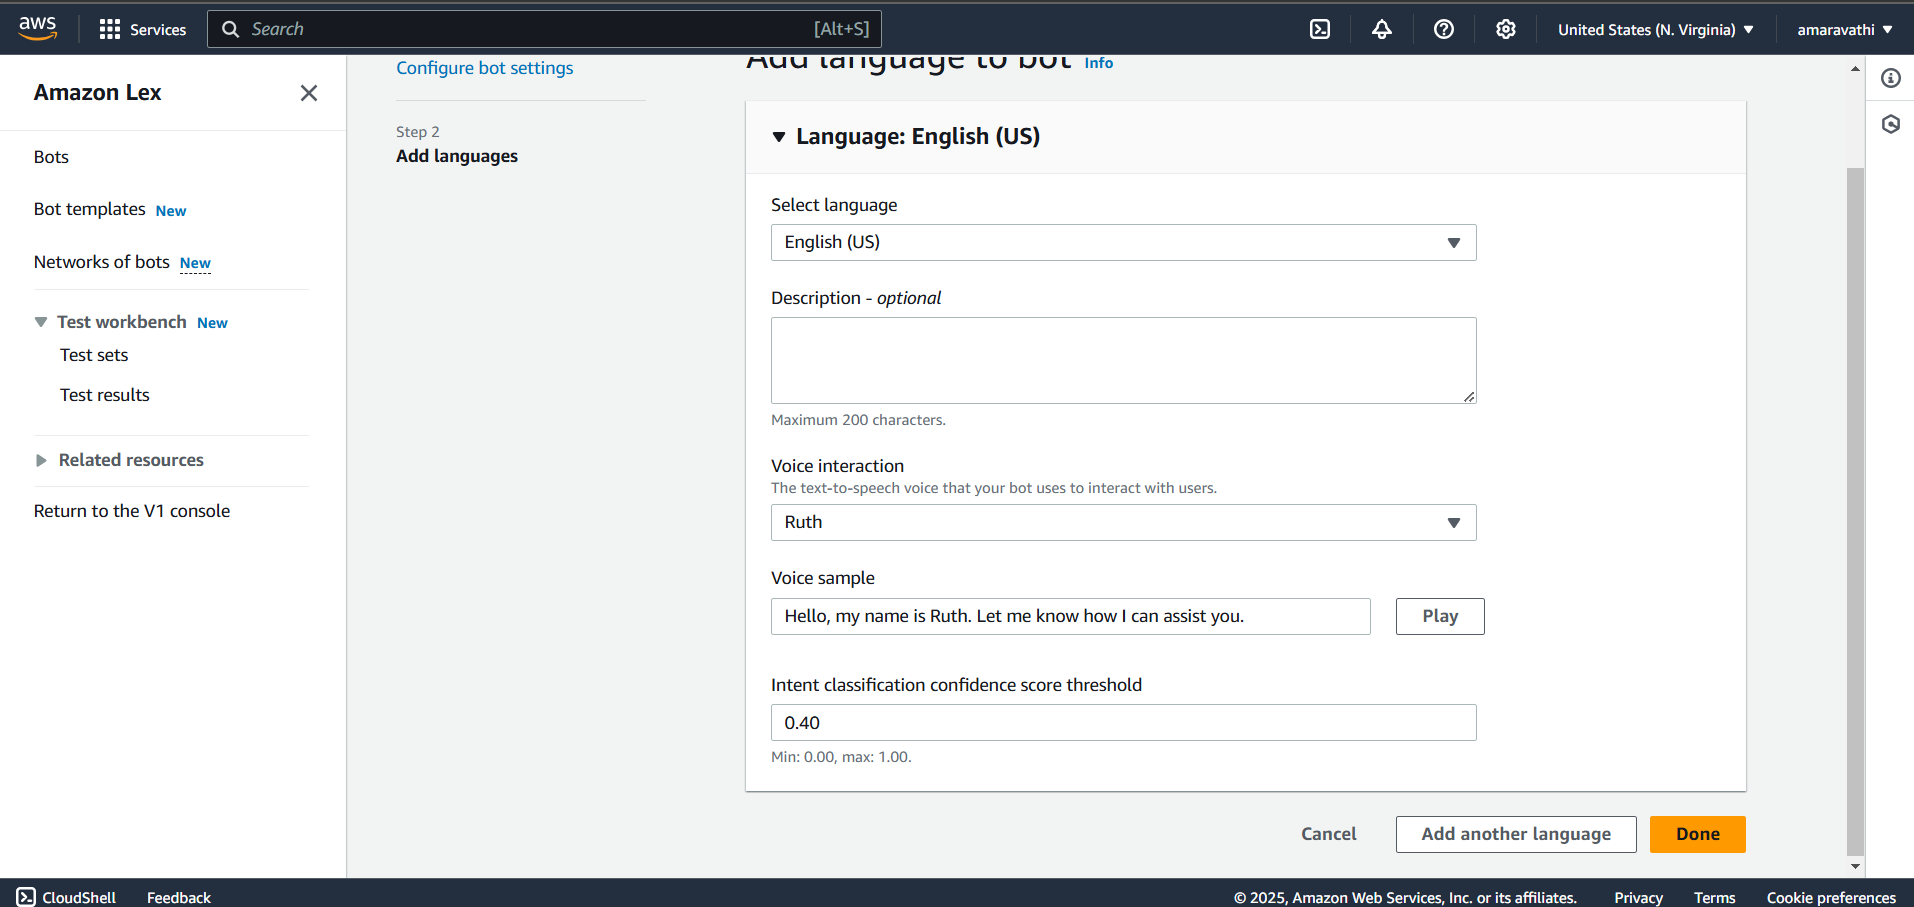 aws
Services
Search [Alt+S]
United States (N. Virginia)
amaravathi
Amazon Lex
Bots
Bot templates New
Networks of bots New
Test workbench New
Test sets
Test results
Related resources
Return to the V1 console
Configure bot settings
Step 2
Add languages
Add language to bot Info
Language: English (US)
Select language
English (US)
Description - optional
Maximum 200 characters.
Voice interaction
The text-to-speech voice that your bot uses to interact with users.
Ruth
Voice sample
Hello, my name is Ruth. Let me know how I can assist you.
Play
Intent classification confidence score threshold
0.40
Min: 0.00, max: 1.00.
Cancel
Add another language
Done
CloudShell
Feedback
© 2025, Amazon Web Services, Inc. or its affiliates.
Privacy
Terms
Cookie preferences